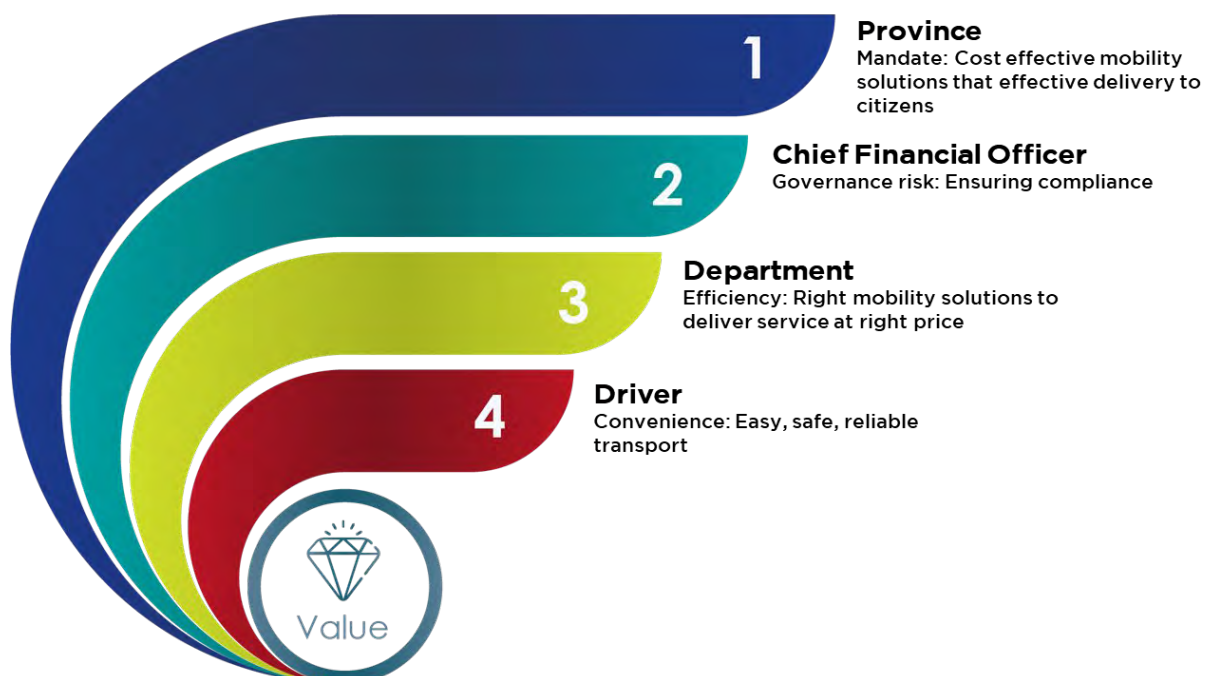 1
Province
Mandate: Cost effective mobility
solutions that effective delivery to
citizens
2
Chief Financial Officer
Governance risk: Ensuring compliance
3
Department
Efficiency: Right mobility solutions to
deliver service at right price
4
Driver
Convenience: Easy, safe, reliable
transport
Value